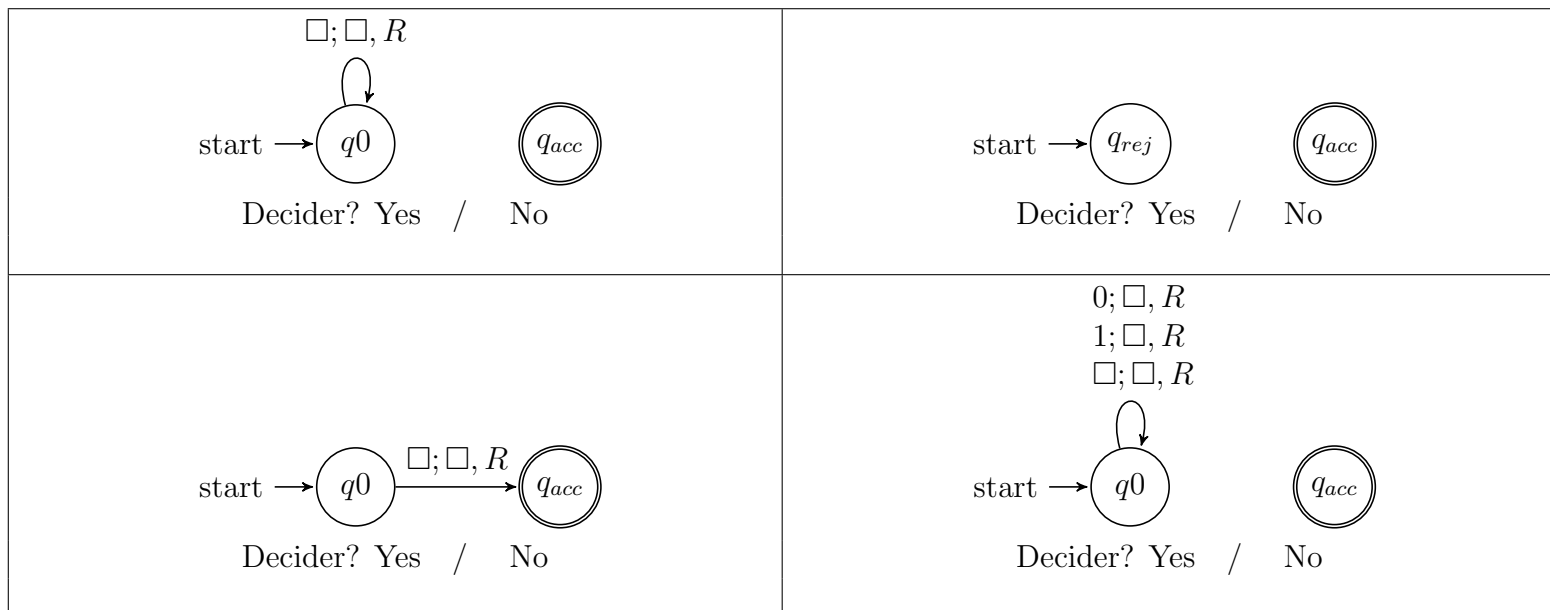 □; □, R
start q0 q_acc
Decider? Yes / No
start q_rej q_acc
Decider? Yes / No
□; □, R
start q0 q_acc
Decider? Yes / No
0; □, R
1; □, R
□; □, R
start q0 q_acc
Decider? Yes / No